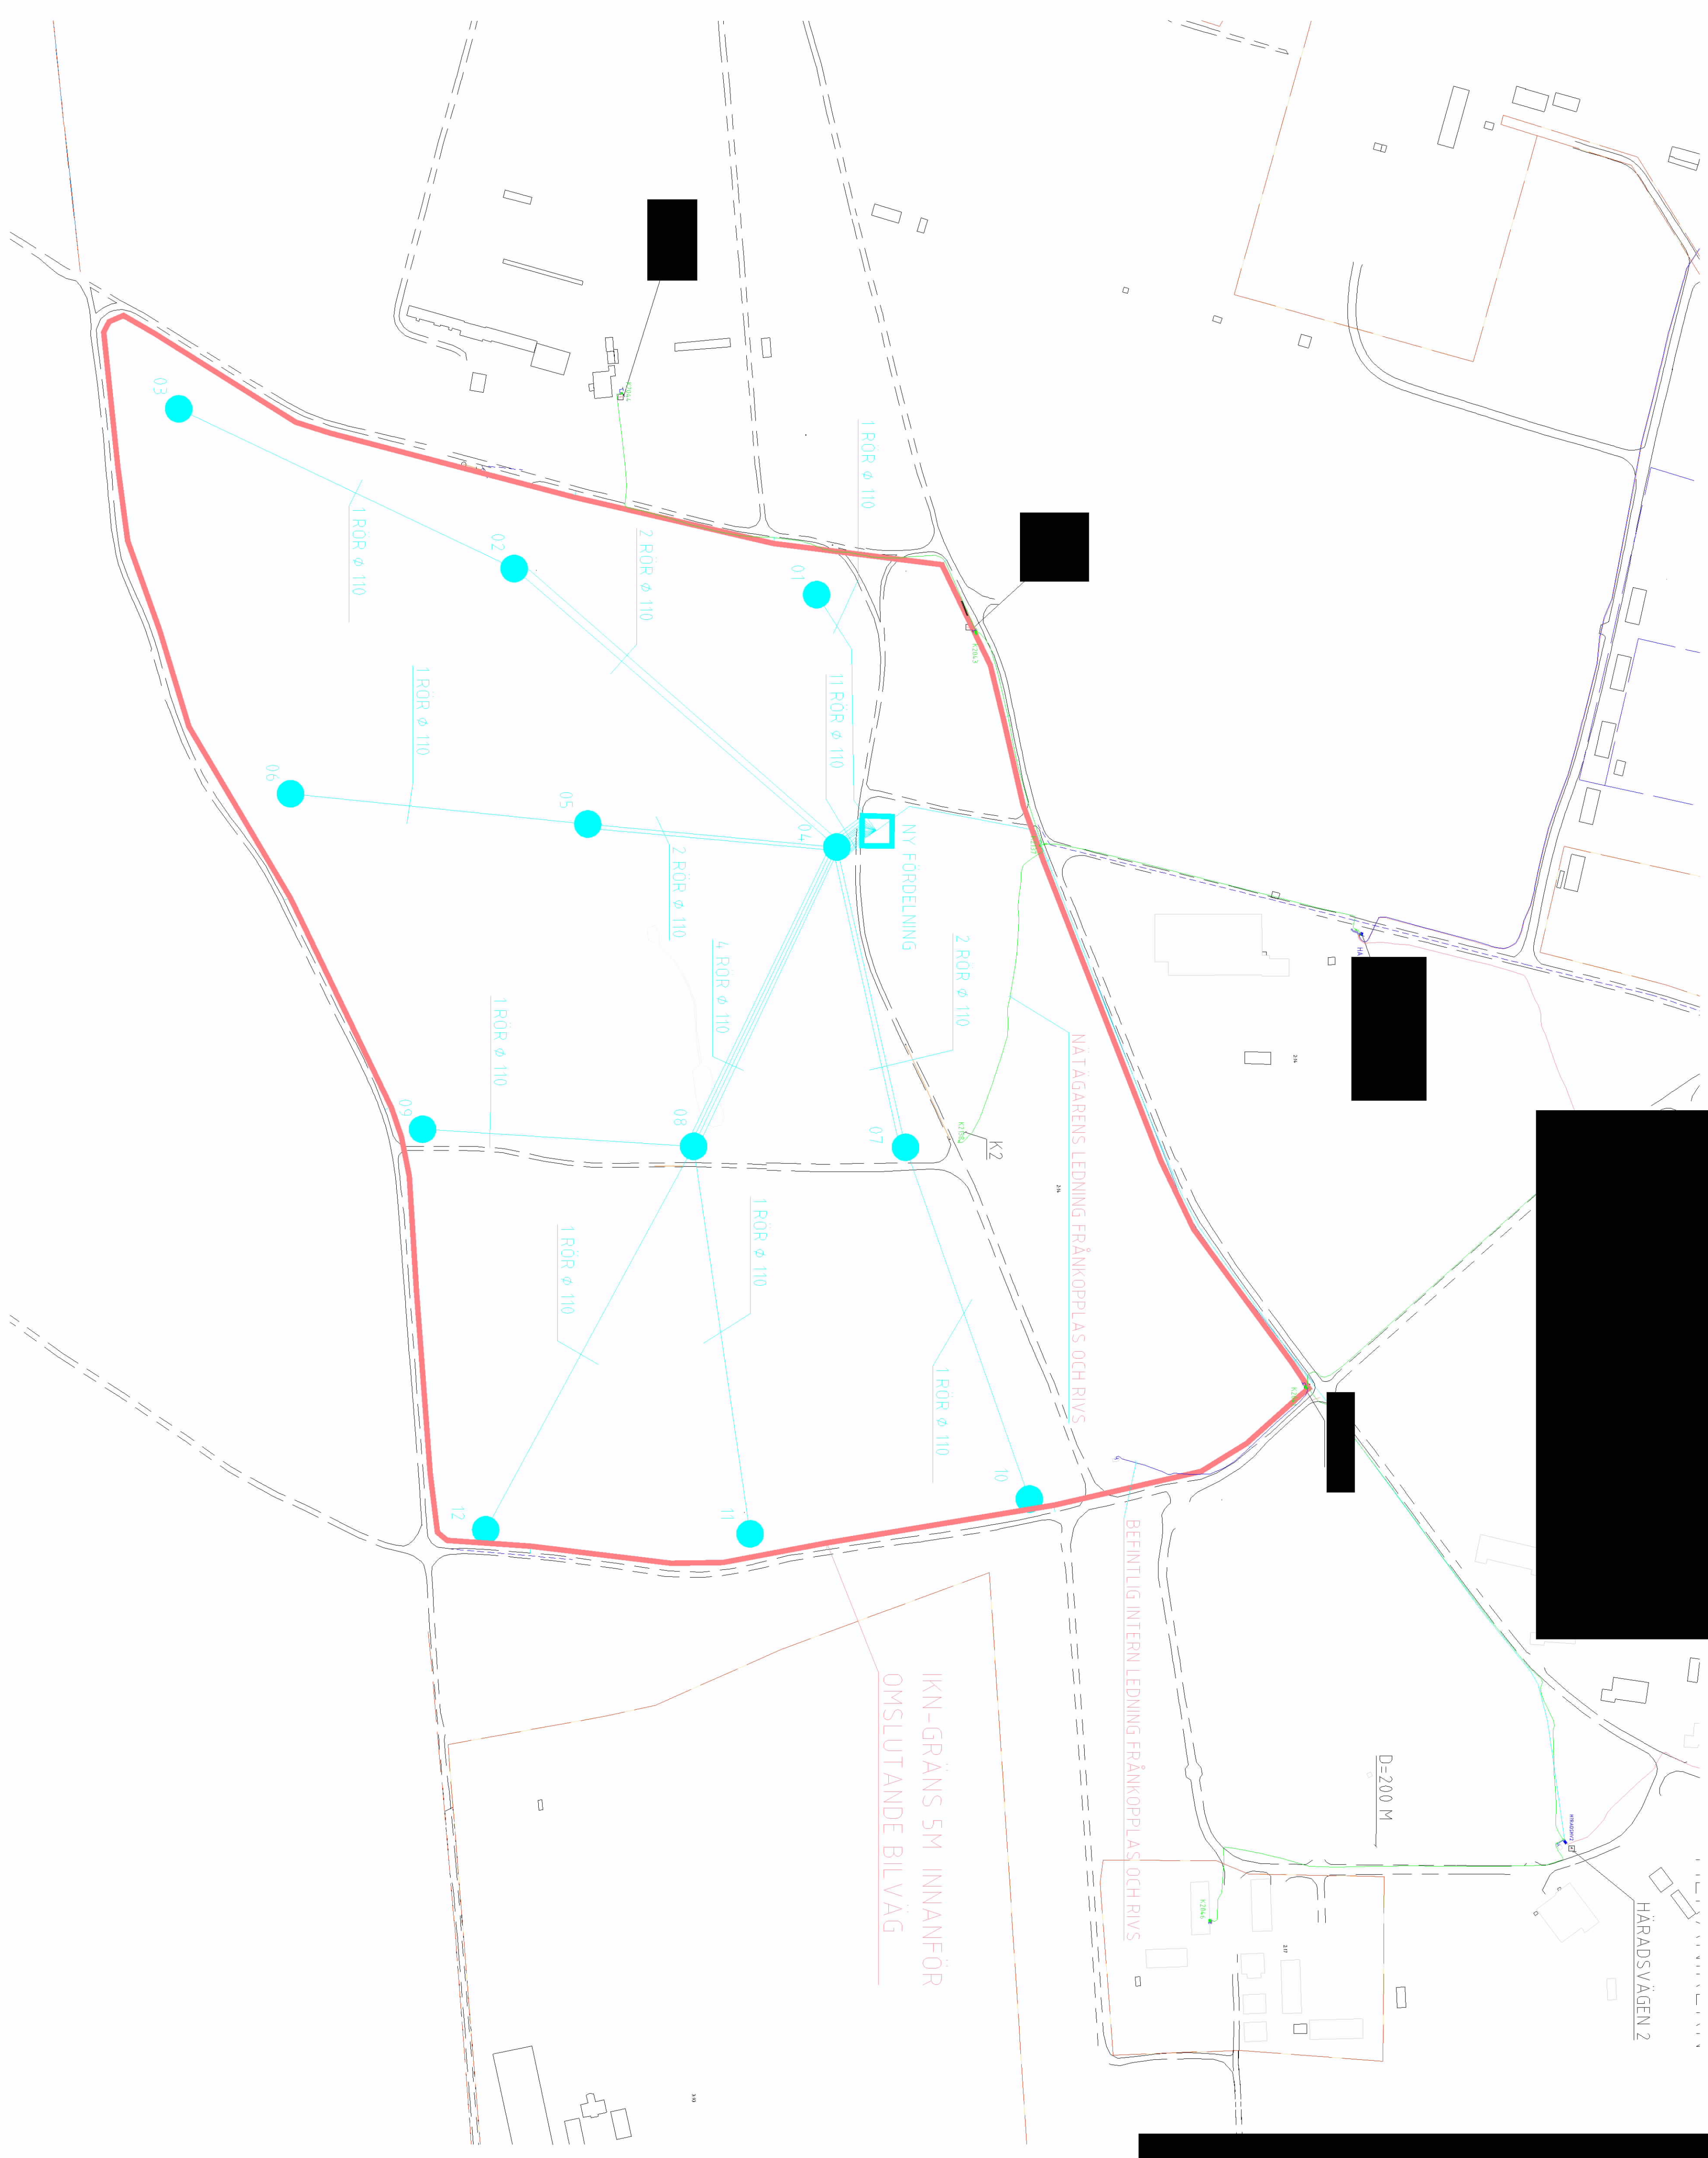 03
02
01
1 RÖR ø 110
2 RÖR ø 110
1 RÖR ø 110
K2843
06
05
04
1 RÖR ø 110
11 RÖR ø 110
NY FÖRDELNING
2 RÖR ø 110
4 RÖR ø 110
2 RÖR ø 110
09
08
07
1 RÖR ø 110
K2
NÄTÄGARENS LEDNING FRÅNKOPPLAS OCH RIVS
1 RÖR ø 110
1 RÖR ø 110
1 RÖR ø 110
12
11
10
BEFINTLIG INTERN LEDNING FRÅNKOPPLAS OCH RIVS
IKN-GRÄNS 5M INNANFÖR
OMSLUTANDE BILVÄG
D=200 M
HÄRADSVÄGEN 2